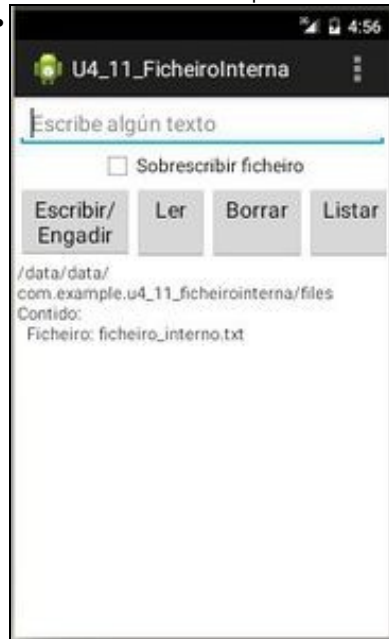 4:56
U4_11_FicheiroInterna
Escribe algún texto
Sobrescribir ficheiro
Escribir/
Engadir
Ler
Borrar
Listar
/data/data/
com.example.u4_11_ficheirointerna/files
Contido:
Ficheiro: ficheiro_interno.txt